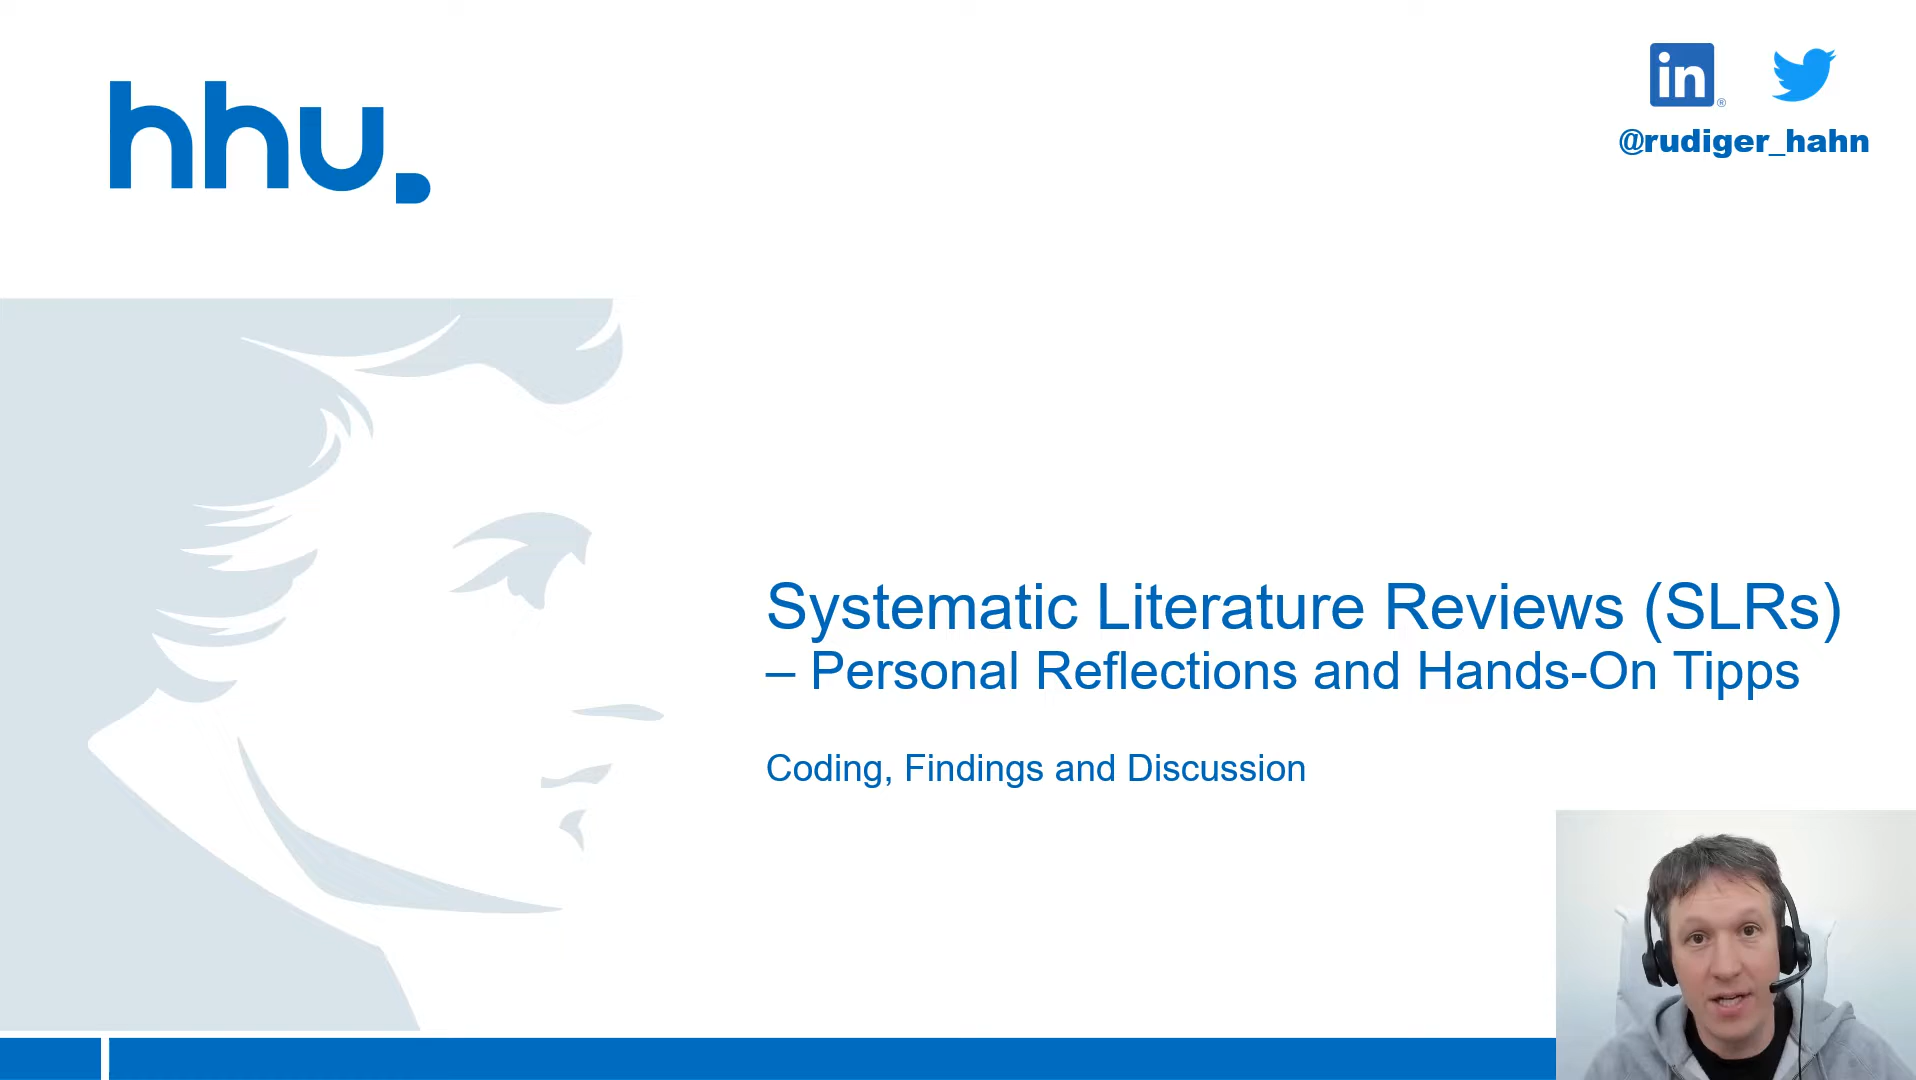 hhu.
in
@rudiger_hahn
Systematic Literature Reviews (SLRs)
– Personal Reflections and Hands-On Tipps
Coding, Findings and Discussion